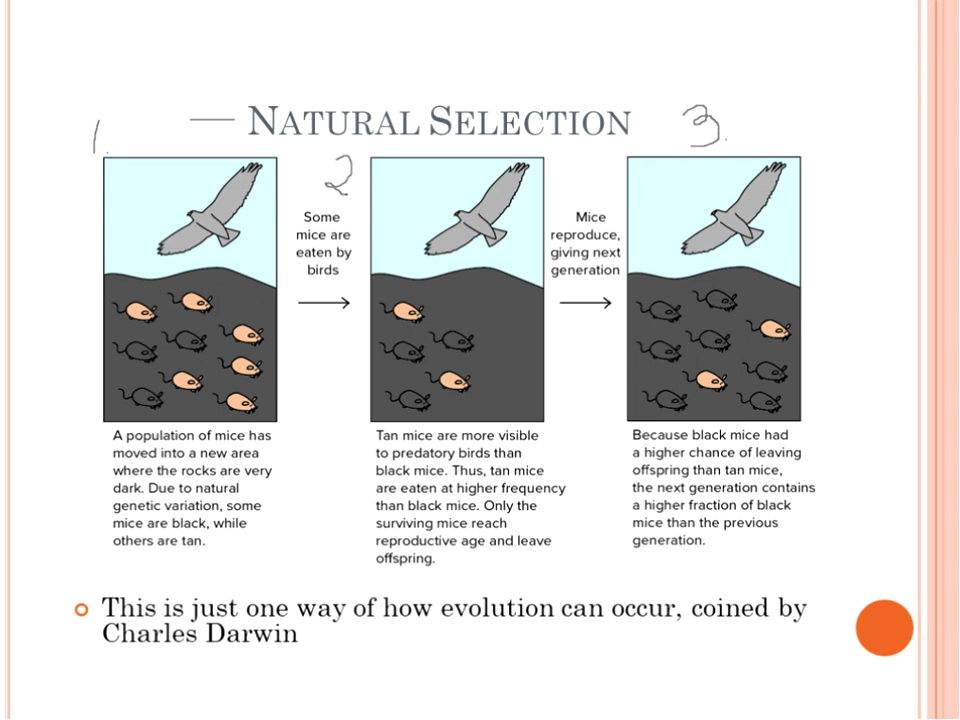 — NATURAL SELECTION
1.
2
3.
Some
mice are
eaten by
birds
Mice
reproduce,
giving next
generation
A population of mice has
moved into a new area
where the rocks are very
dark. Due to natural
genetic variation, some
mice are black, while
others are tan.
Tan mice are more visible
to predatory birds than
black mice. Thus, tan mice
are eaten at higher frequency
than black mice. Only the
surviving mice reach
reproductive age and leave
offspring.
Because black mice had
a higher chance of leaving
offspring than tan mice,
the next generation contains
a higher fraction of black
mice than the previous
generation.
This is just one way of how evolution can occur, coined by
Charles Darwin